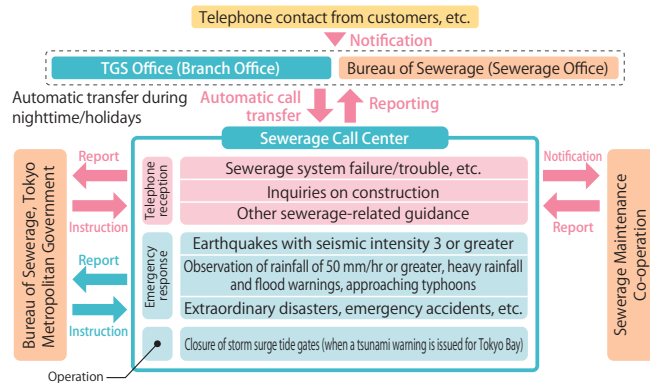 Telephone contact from customers, etc.
Notification
TGS Office (Branch Office)
Bureau of Sewerage (Sewerage Office)
Automatic transfer during
nighttime/holidays
Automatic call
transfer
Reporting
Sewerage Call Center
Bureau of Sewerage, Tokyo
Metropolitan Government
Report
Instruction
Telephone
reception
Sewerage system failure/trouble, etc.
Inquiries on construction
Other sewerage-related guidance
Notification
Report
Sewerage Maintenance
Co-operation
Report
Instruction
Emergency
response
Earthquakes with seismic intensity 3 or greater
Observation of rainfall of 50 mm/hr or greater, heavy rainfall
and flood warnings, approaching typhoons
Extraordinary disasters, emergency accidents, etc.
Closure of storm surge tide gates (when a tsunami warning is issued for Tokyo Bay)
Operation